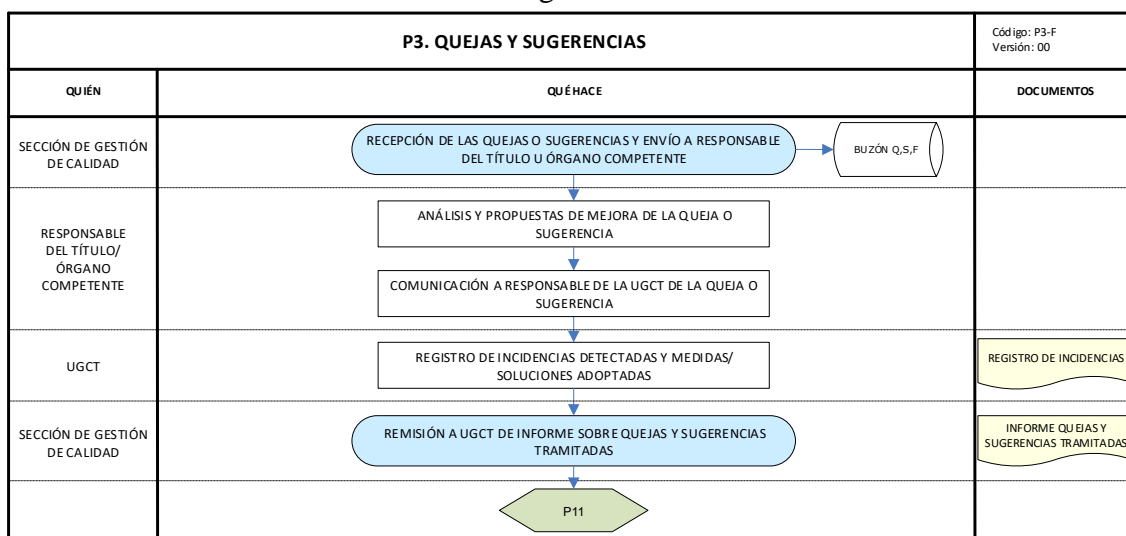 P3. QUEJAS Y SUGERENCIAS
Código: P3-F
Versión: 00
QUIÉN
QUÉ HACE
DOCUMENTOS
SECCIÓN DE GESTIÓN
DE CALIDAD
RECEPCIÓN DE LAS QUEJAS O SUGERENCIAS Y ENVÍO A RESPONSABLE
DEL TÍTULO U ÓRGANO COMPETENTE
BUZÓN Q,S,F
RESPONSABLE
DEL TÍTULO/
ÓRGANO
COMPETENTE
ANÁLISIS Y PROPUESTAS DE MEJORA DE LA QUEJA O
SUGERENCIA
COMUNICACIÓN A RESPONSABLE DE LA UGCT DE LA QUEJA O
SUGERENCIA
UGCT
REGISTRO DE INCIDENCIAS DETECTADAS Y MEDIDAS/
SOLUCIONES ADOPTADAS
REGISTRO DE INCIDENCIAS
SECCIÓN DE GESTIÓN
DE CALIDAD
REMISIÓN A UGCT DE INFORME SOBRE QUEJAS Y SUGERENCIAS
TRAMITADAS
INFORME QUEJAS Y
SUGERENCIAS TRAMITADAS
P11